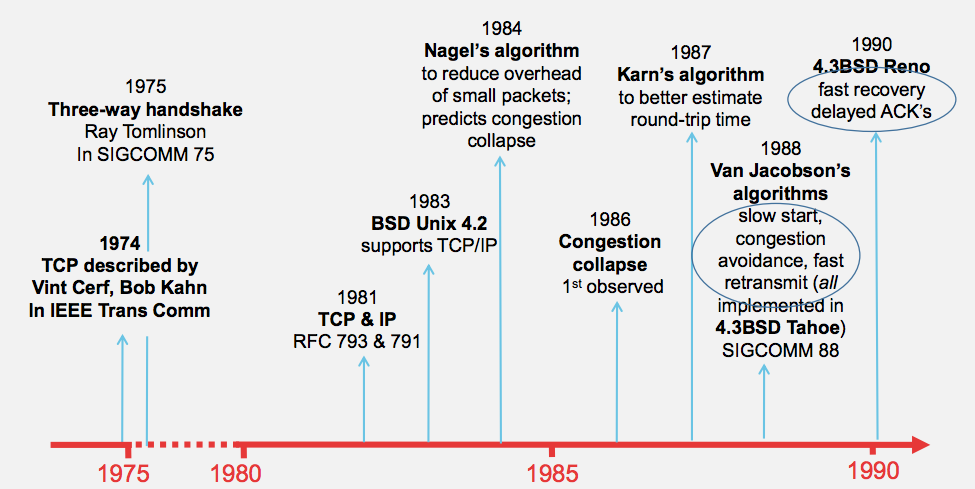 1974
TCP described by
Vint Cerf, Bob Kahn
In IEEE Trans Comm
1975
Three-way handshake
Ray Tomlinson
In SIGCOMM 75
1981
TCP & IP
RFC 793 & 791
1983
BSD Unix 4.2
supports TCP/IP
1984
Nagel's algorithm
to reduce overhead
of small packets;
predicts congestion
collapse
1986
Congestion
collapse
1st observed
1987
Karn's algorithm
to better estimate
round-trip time
1988
Van Jacobson's
algorithms
slow start,
congestion
avoidance, fast
retransmit (all
implemented in
4.3BSD Tahoe)
SIGCOMM 88
1990
4.3BSD Reno
fast recovery
delayed ACK's
1975
1980
1985
1990